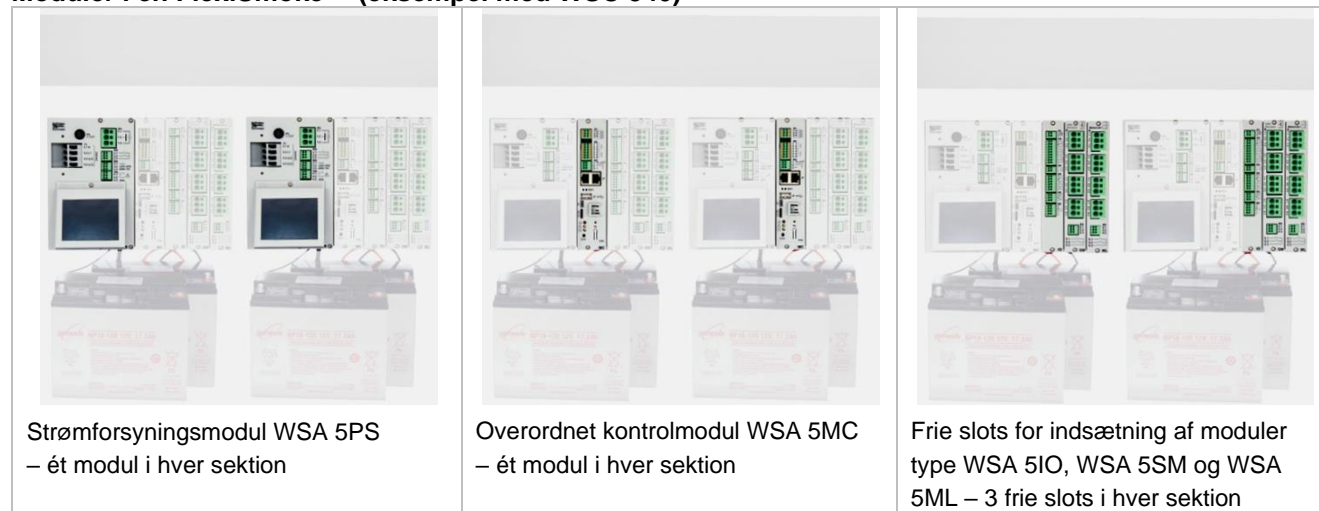 Strømforsyningsmodul WSA 5PS
– ét modul i hver sektion
Overordnet kontrolmodul WSA 5MC
– ét modul i hver sektion
Frie slots for indsætning af moduler
type WSA 5IO, WSA 5SM og WSA
5ML – 3 frie slots i hver sektion